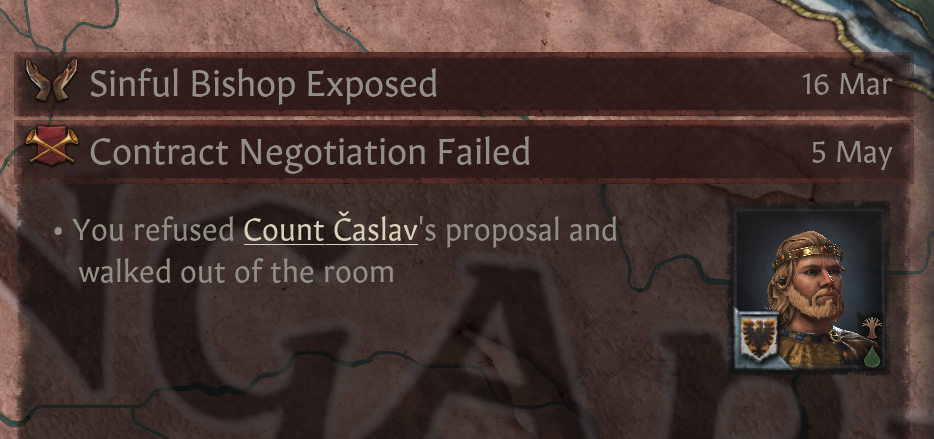 Sinful Bishop Exposed 16 Mar
Contract Negotiation Failed 5 May
• You refused Count Časlav's proposal and
walked out of the room